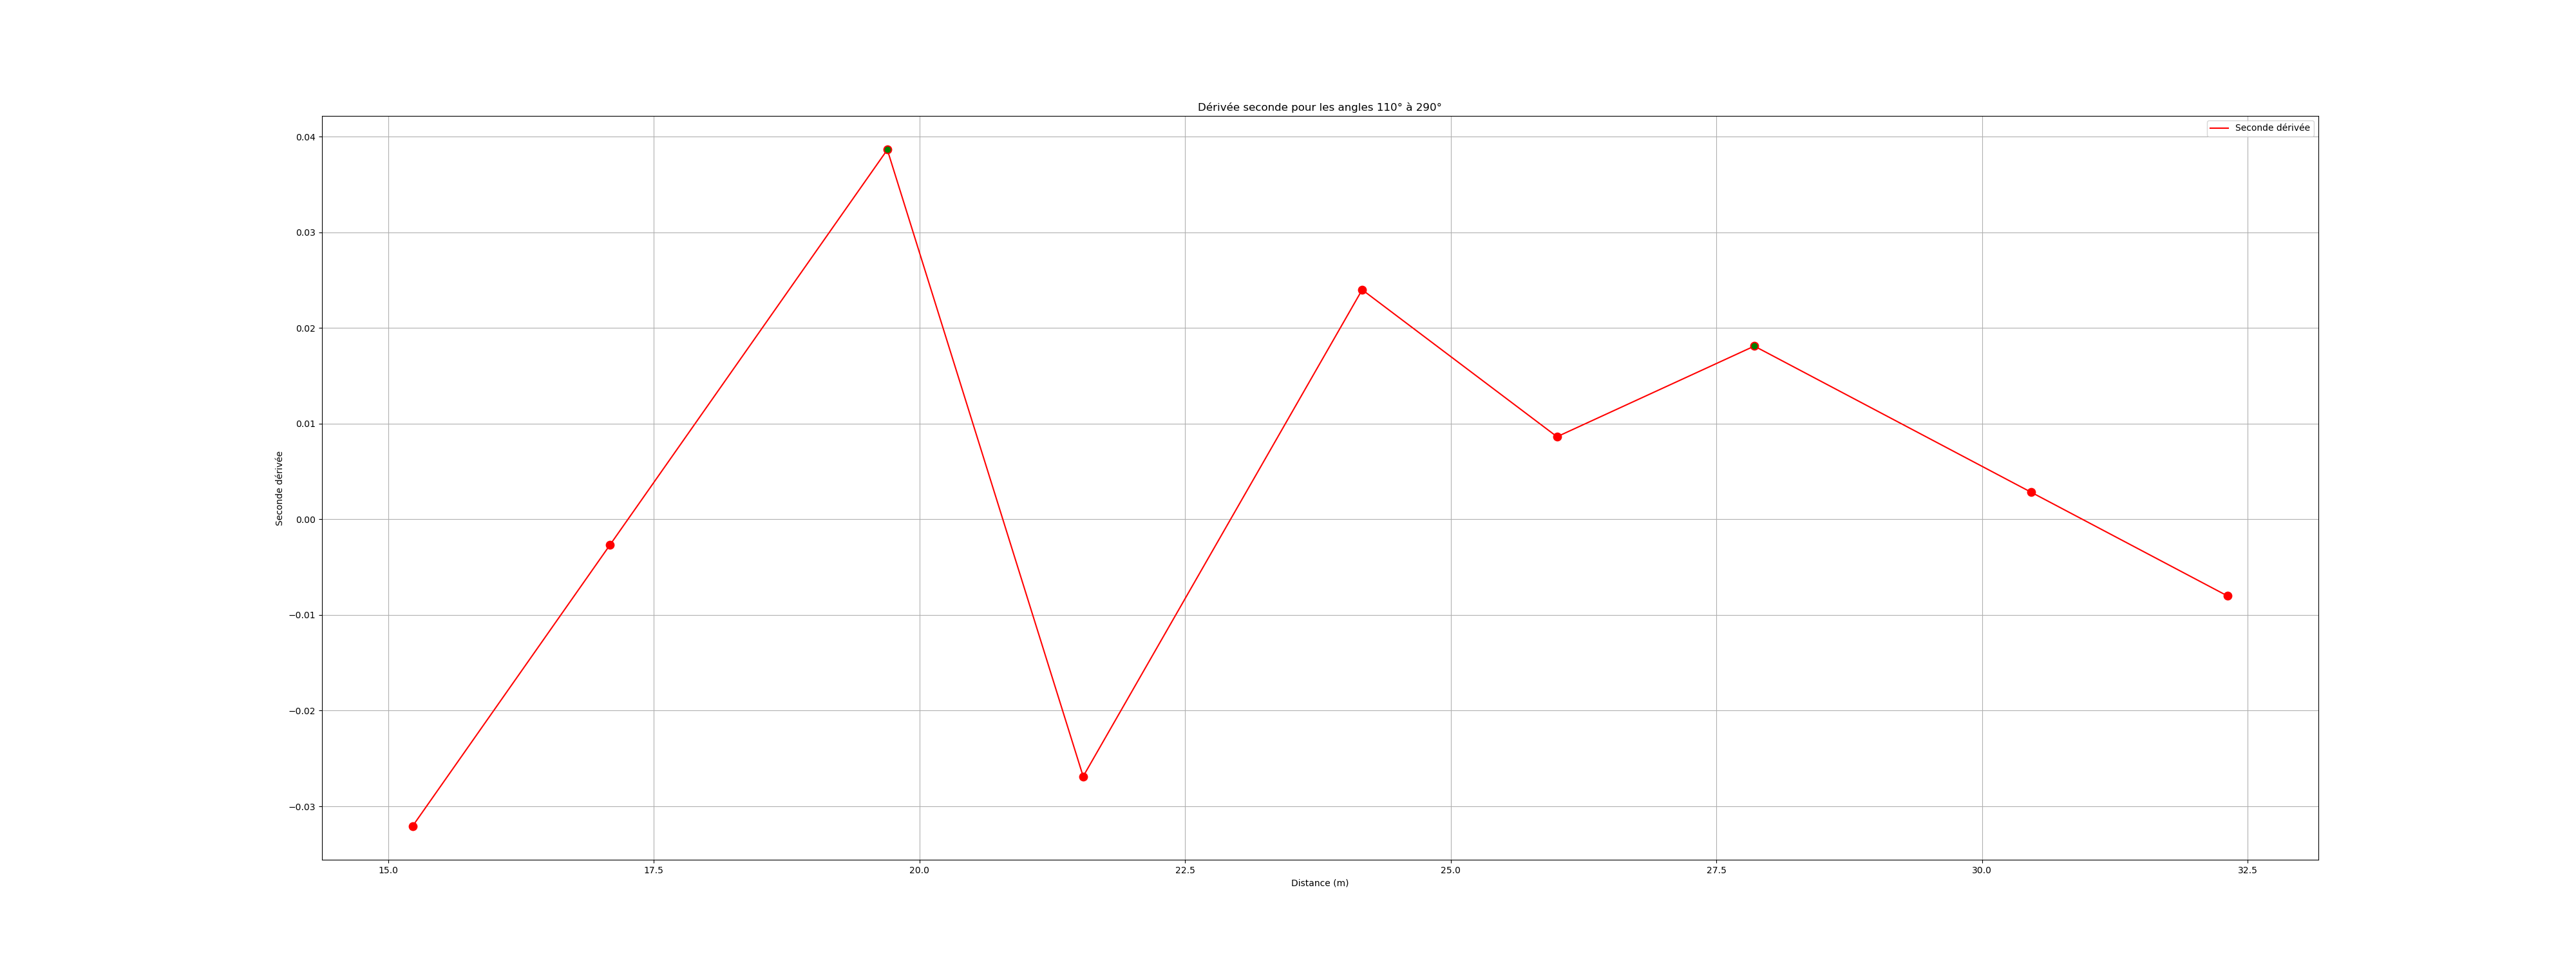 Dérivée seconde pour les angles 110° à 290°
Seconde dérivée
0.04
0.03
0.02
0.01
0.00
−0.01
−0.02
−0.03
Seconde dérivée
15.0 17.5 20.0 22.5 25.0 27.5 30.0 32.5
Distance (m)